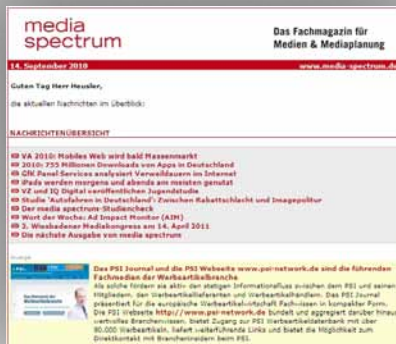 media
spectrum
Das Fachmagazin für
Medien & Mediaplanung
14. September 2010
www.media-spectrum.de
Guten Tag Herr Heusler,
die aktuellen Nachrichten im Überblick:
NACHRICHTENÜBERSICHT
VA 2010: Mobiles Web wird bald Massenmarkt
2010: 755 Millionen Downloads von Apps in Deutschland
GfK Panel Services analysiert Verweildauern im Internet
iPads werden morgens und abends am meisten genutzt
VZ und IQ Digital veröffentlichen Jugendstudie
Studie 'Autofahren in Deutschland': Zwischen Rabattschlacht und Imagepolitur
Der media spectrum-Studiencheck
Wort der Woche: Ad Impact Monitor (AIM)
2. Wiesbadener Mediakongress am 14. April 2011
Die nächste Ausgabe von media spectrum
Anzeige
Das PSI Journal und die PSI Webseite www.psi-network.de sind die führenden
Fachmedien der Werbeartikelbranche
Als solche fördern sie aktiv den stetigen Informationsfluss zwischen dem PSI und seinen
Mitgliedern, den Werbeartikellieferanten und Werbeartikelhändlern. Das PSI Journal
präsentiert für die europäische Werbeartikelwirtschaft Fachwissen in kompakter Form.
Die PSI Webseite http://www.psi-network.de bündelt und aggregiert darüber hinaus
wertvolles Branchenwissen, bietet Zugang zur PSI Werbeartikeldatenbank mit über
90.000 Werbeartikeln, liefert weiterführende Links und bietet die Möglichkeit zum
Direktkontakt mit Brancheninsidern beim PSI.